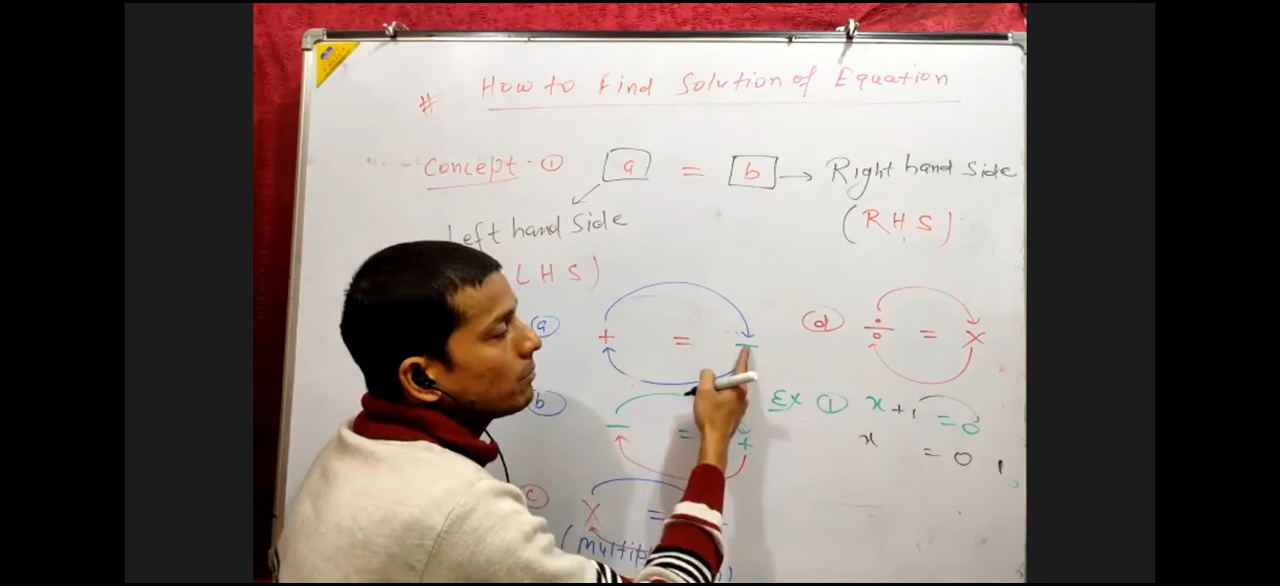 # How to Find Solution of Equation
Concept - ① a = b → Right hand side
Left hand Side
(RHS)
LHS)
ⓐ + = −
ⓓ ÷ = ×
ⓑ − = +
Ex ① x + 1 = 0
x = 0 1
ⓒ × =